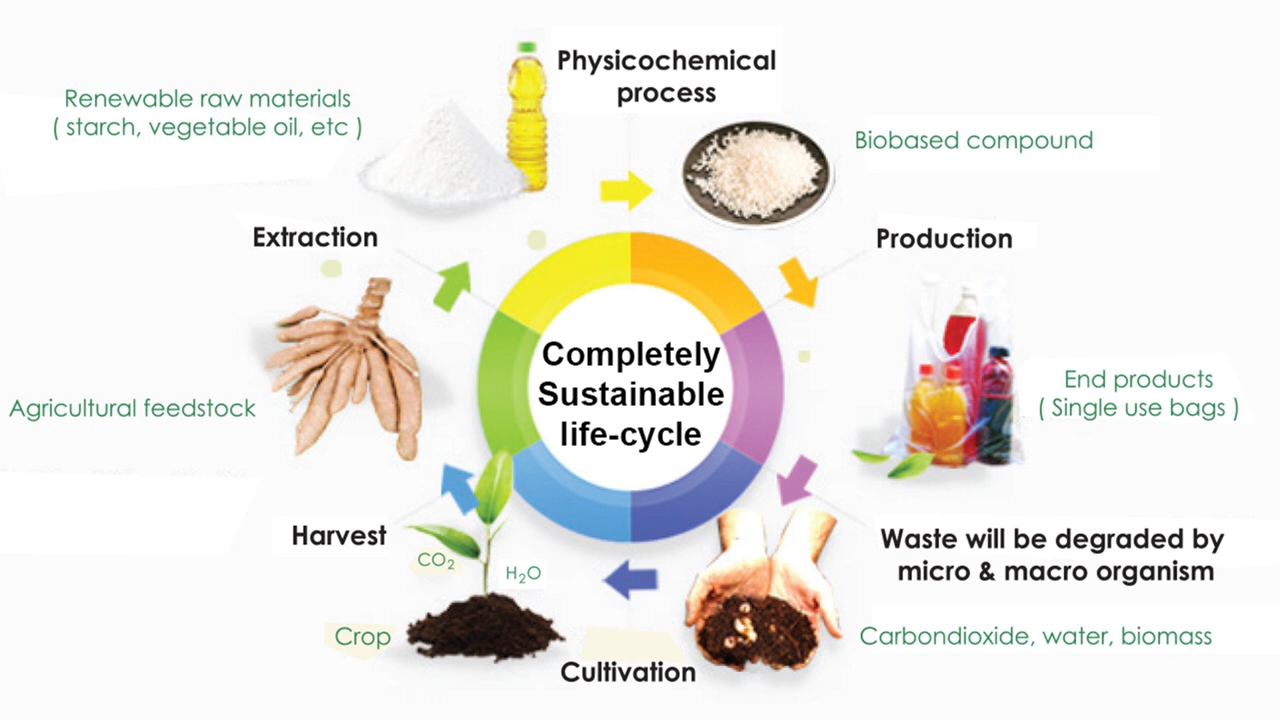 Physicochemical
process
Renewable raw materials
( starch, vegetable oil, etc )
Biobased compound
Extraction
Production
Completely
Sustainable
life-cycle
Agricultural feedstock
End products
( Single use bags )
Harvest
Waste will be degraded by
micro & macro organism
CO₂
H₂O
Crop
Carbondioxide, water, biomass
Cultivation